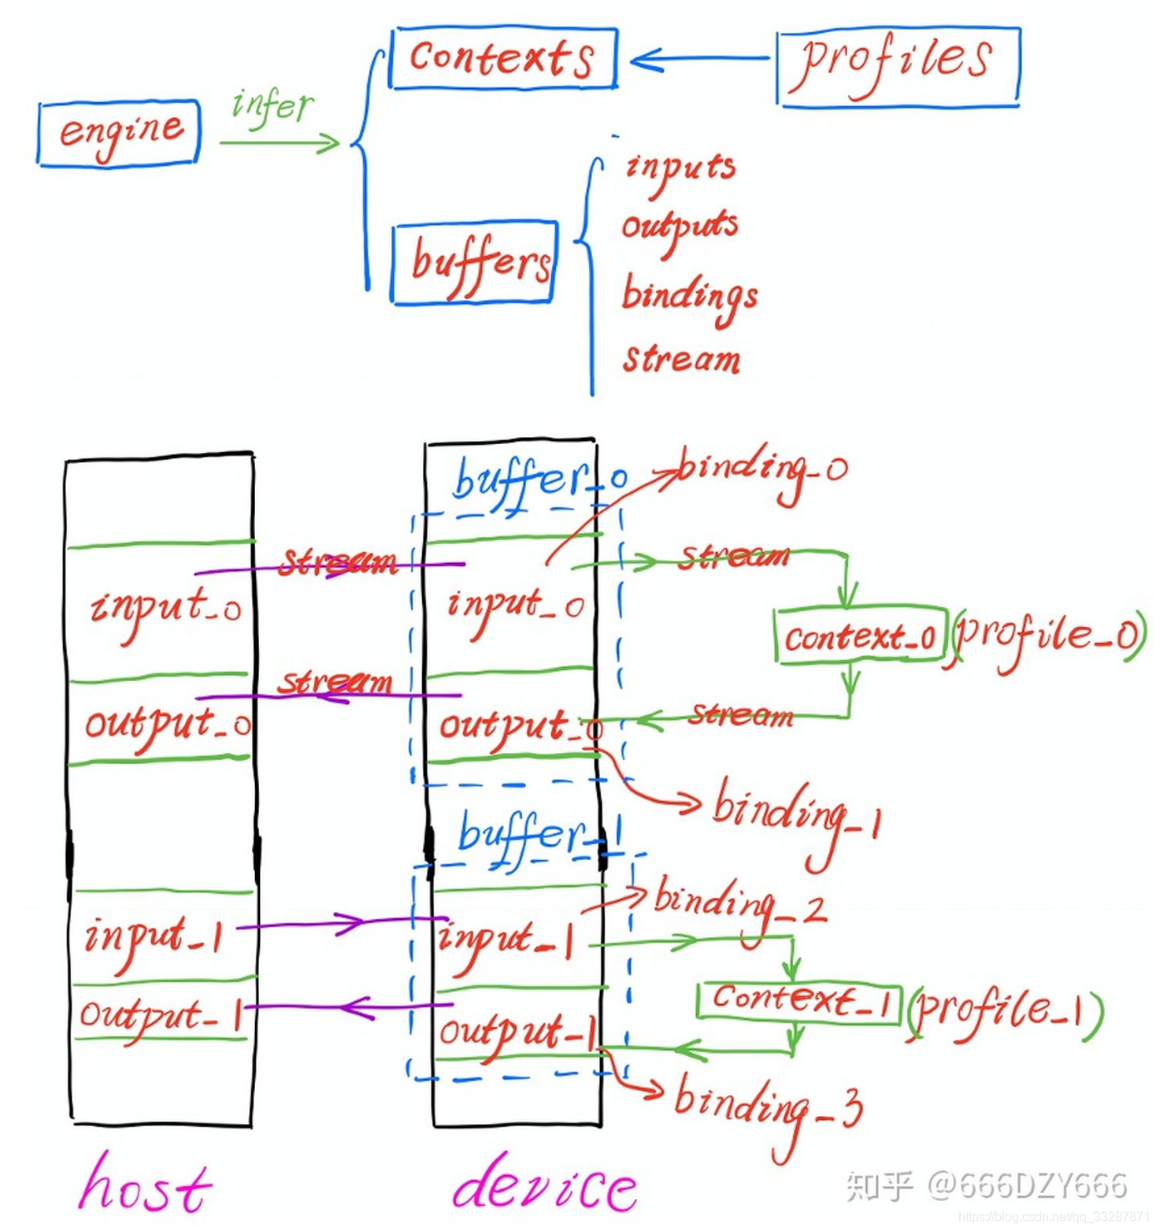 contexts
profiles
infer
engine
inputs
outputs
buffers
bindings
stream
buffer_0
binding_0
stream
stream
input_0
input_0
context_0 (profile_0)
stream
output_0
output_0
stream
binding_1
buffer_1
binding_2
input_1
input_1
context_1 (profile_1)
output_1
output_1
binding_3
host
device
知乎 @666DZY666
https://blog.csdn.net/qq_33287871